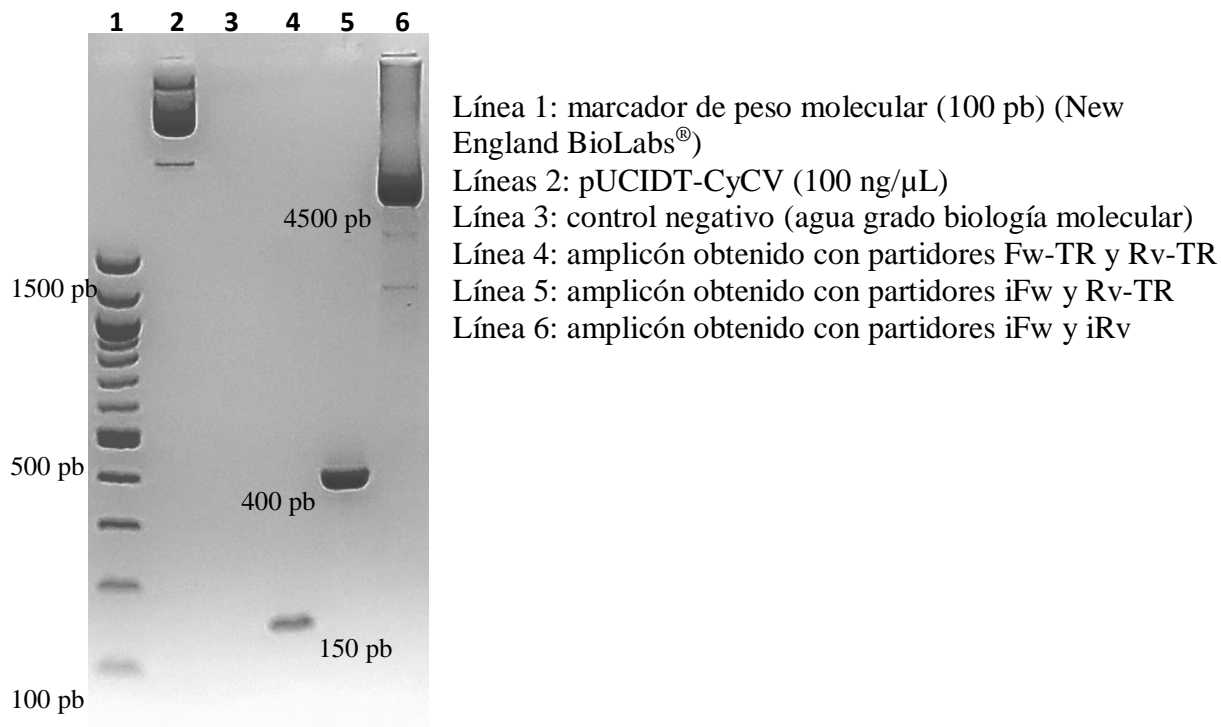 1 2 3 4 5 6
Línea 1: marcador de peso molecular (100 pb) (New
England BioLabs®)
Líneas 2: pUCIDT-CyCV (100 ng/µL)
Línea 3: control negativo (agua grado biología molecular)
Línea 4: amplicón obtenido con partidores Fw-TR y Rv-TR
Línea 5: amplicón obtenido con partidores iFw y Rv-TR
Línea 6: amplicón obtenido con partidores iFw y iRv
4500 pb
1500 pb
500 pb
400 pb
150 pb
100 pb